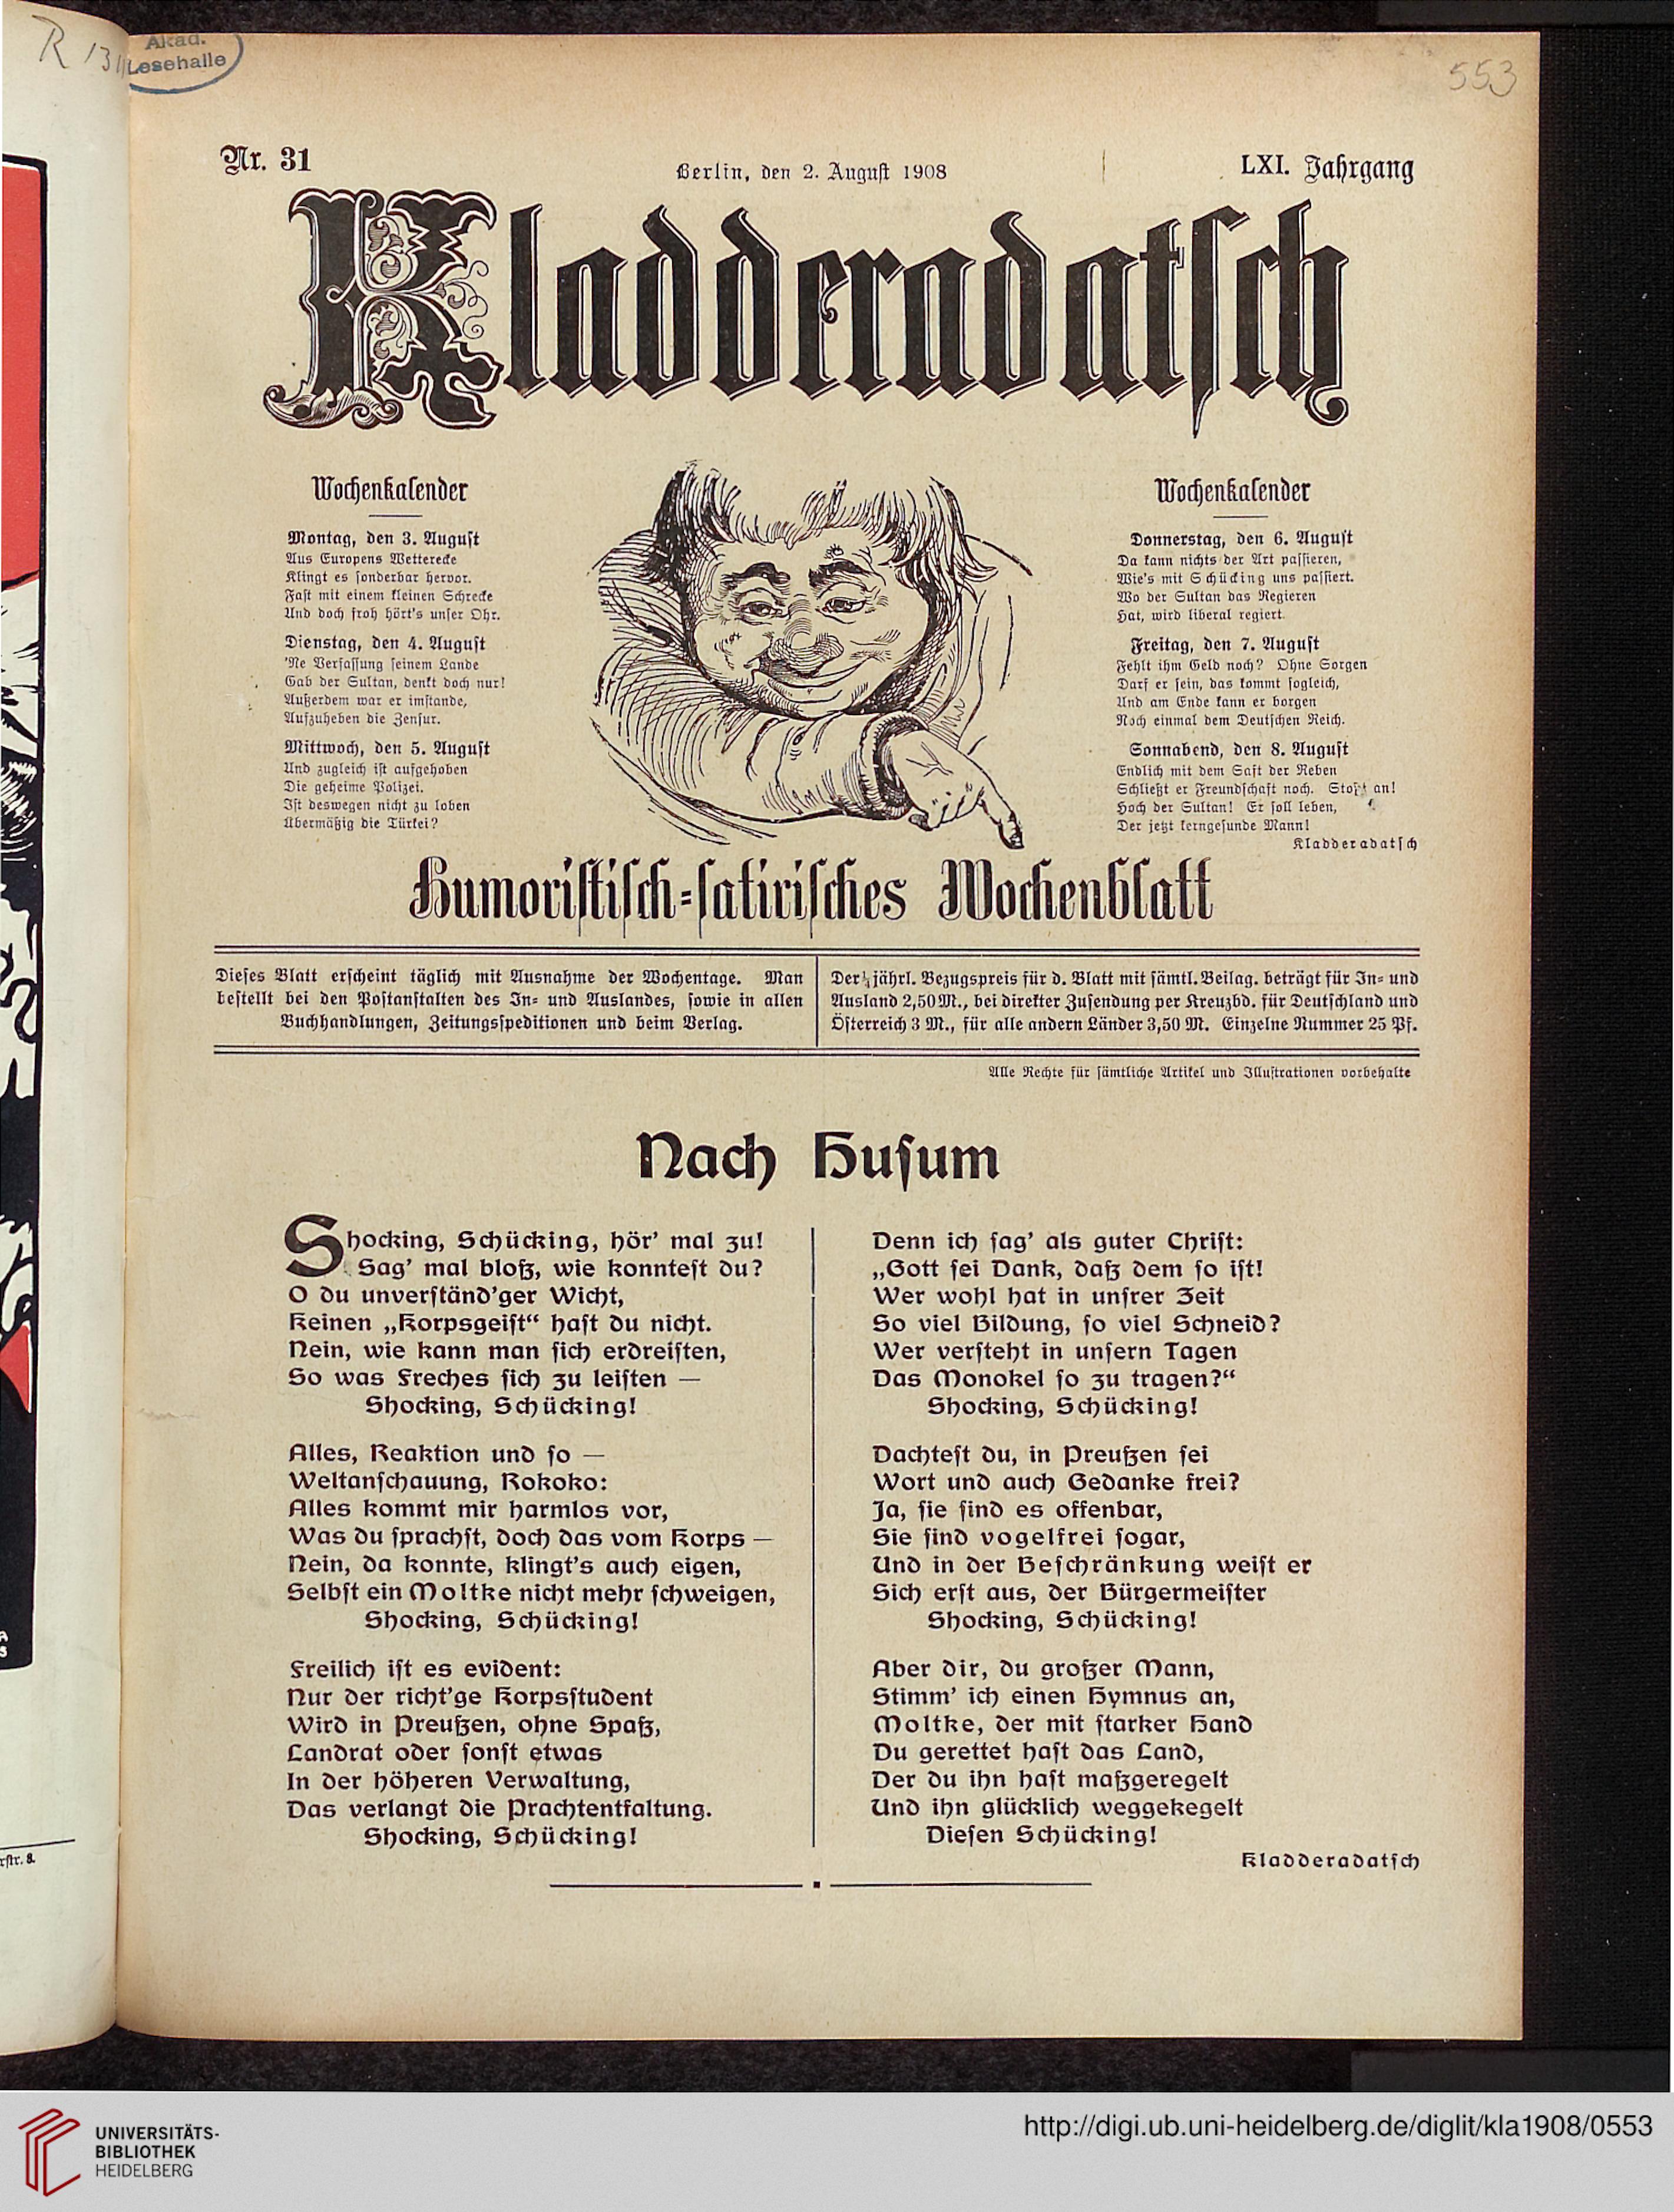 R 131
Akad.
Lesehalle
553
Nr. 31
Berlin, den 2. August 1908
LXI. Jahrgang
Kladderadatsch
Wochenkalender
Montag, den 3. August
Aus Europens Wetterecke
Klingt es sonderbar hervor.
Fast mit einem kleinen Schrecke
Und doch froh hört's unser Ohr.
Dienstag, den 4. August
'Ne Verfassung seinem Lande
Gab der Sultan, denkt doch nur!
Außerdem war er imstande,
Aufzuheben die Zensur.
Mittwoch, den 5. August
Und zugleich ist aufgehoben
Die geheime Polizei.
Ist deswegen nicht zu loben
Übermäßig die Türkei?
Wochenkalender
Donnerstag, den 6. August
Da kann nichts der Art passieren,
Wie's mit Schücking uns passiert.
Wo der Sultan das Regieren
Hat, wird liberal regiert.
Freitag, den 7. August
Fehlt ihm Geld noch? Ohne Sorgen
Darf er sein, das kommt sogleich,
Und am Ende kann er borgen
Noch einmal dem Deutschen Reich.
Sonnabend, den 8. August
Endlich mit dem Saft der Reben
Schließt er Freundschaft noch. Stoßt an!
Hoch der Sultan! Er soll leben,
Der jetzt kerngesunde Mann!
Kladderadatsch
Humoristisch-satirisches Wochenblatt
Dieses Blatt erscheint täglich mit Ausnahme der Wochentage. Man
bestellt bei den Postanstalten des In- und Auslandes, sowie in allen
Buchhandlungen, Zeitungsspeditionen und beim Verlag.
Der ¼jährl. Bezugspreis für d. Blatt mit sämtl. Beilag. beträgt für In- und
Ausland 2,50 M., bei direkter Zusendung per Kreuzbd. für Deutschland und
Österreich 3 M., für alle andern Länder 3,50 M. Einzelne Nummer 25 Pf.
Alle Rechte für sämtliche Artikel und Illustrationen vorbehalte
Nach Husum
Shocking, Schücking, hör' mal zu!
Sag' mal bloß, wie konntest du?
O du unverständ'ger Wicht,
Keinen „Korpsgeist“ hast du nicht.
Nein, wie kann man sich erdreisten,
So was Freches sich zu leisten —
Shocking, Schücking!
Alles, Reaktion und so —
Weltanschauung, Rokoko:
Alles kommt mir harmlos vor,
Was du sprachst, doch das vom Korps —
Nein, da konnte, klingt's auch eigen,
Selbst ein Moltke nicht mehr schweigen,
Shocking, Schücking!
Freilich ist es evident:
Nur der richt'ge Korpsstudent
Wird in Preußen, ohne Spaß,
Landrat oder sonst etwas
In der höheren Verwaltung,
Das verlangt die Prachtentfaltung.
Shocking, Schücking!
Denn ich sag' als guter Christ:
„Gott sei Dank, daß dem so ist!
Wer wohl hat in unsrer Zeit
So viel Bildung, so viel Schneid?
Wer versteht in unsern Tagen
Das Monokel so zu tragen?“
Shocking, Schücking!
Dachtest du, in Preußen sei
Wort und auch Gedanke frei?
Ja, sie sind es offenbar,
Sie sind vogelfrei sogar,
Und in der Beschränkung weist er
Sich erst aus, der Bürgermeister
Shocking, Schücking!
Aber dir, du großer Mann,
Stimm' ich einen Hymnus an,
Moltke, der mit starker Hand
Du gerettet hast das Land,
Der du ihn hast maßgeregelt
Und ihn glücklich weggekegelt
Diesen Schücking!
Kladderadatsch
rstr. 8.
UNIVERSITÄTS-
BIBLIOTHEK
HEIDELBERG
http://digi.ub.uni-heidelberg.de/diglit/kla1908/0553